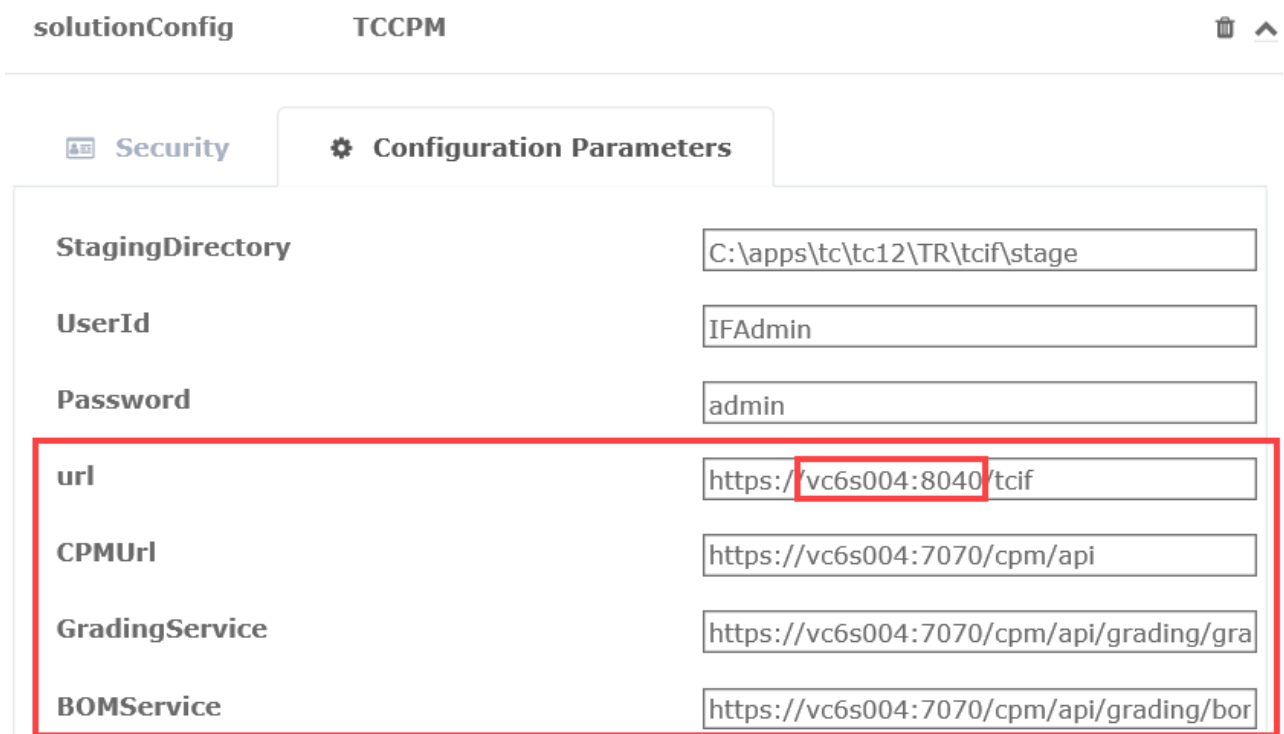 solutionConfig TCCPM
Security Configuration Parameters
StagingDirectory C:\apps\tc\tc12\TR\tcif\stage
UserId IFAdmin
Password admin
url https://vc6s004:8040/tcif
CPMUrl https://vc6s004:7070/cpm/api
GradingService https://vc6s004:7070/cpm/api/grading/gra
BOMService https://vc6s004:7070/cpm/api/grading/bor